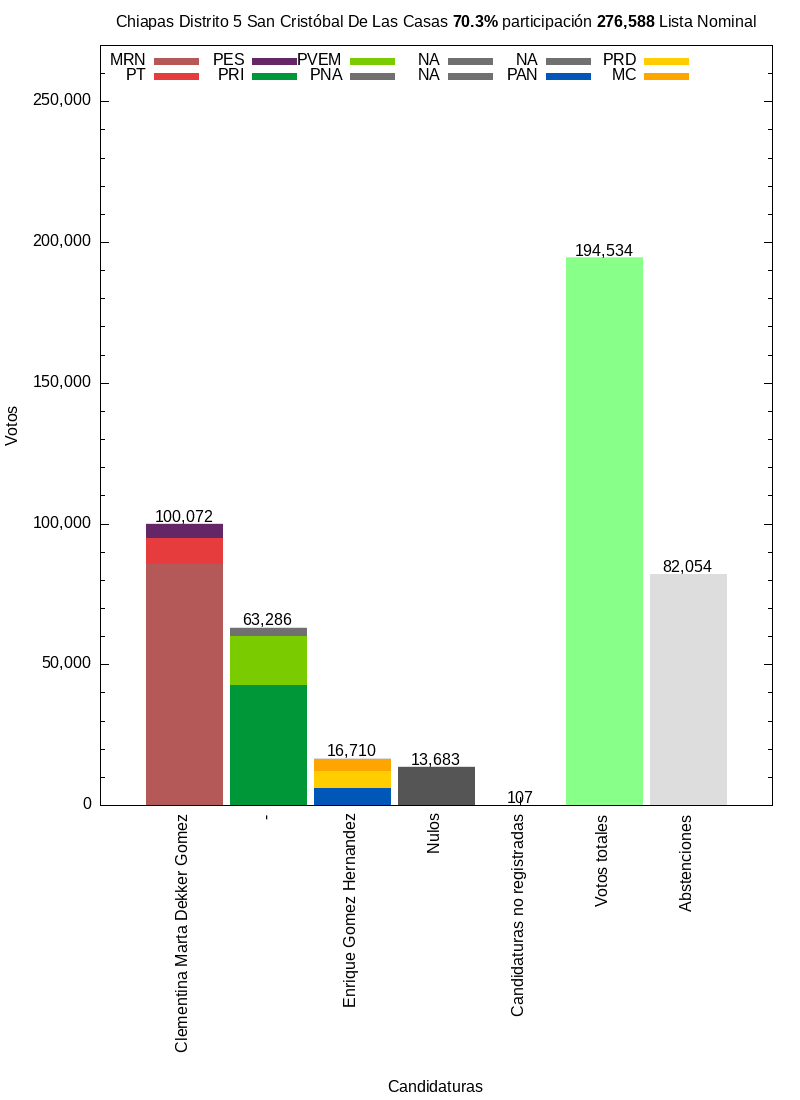 Chiapas Distrito 5 San Cristóbal De Las Casas 70.3% participación 276,588 Lista Nominal
MRN PES PVEM NA NA PRD
PT PRI PNA NA PAN MC
250,000
200,000
150,000
100,000
50,000
0
Votos
100,072
63,286
16,710
13,683
107
194,534
82,054
Clementina Marta Dekker Gomez
-
Enrique Gomez Hernandez
Nulos
Candidaturas no registradas
Votos totales
Abstenciones
Candidaturas